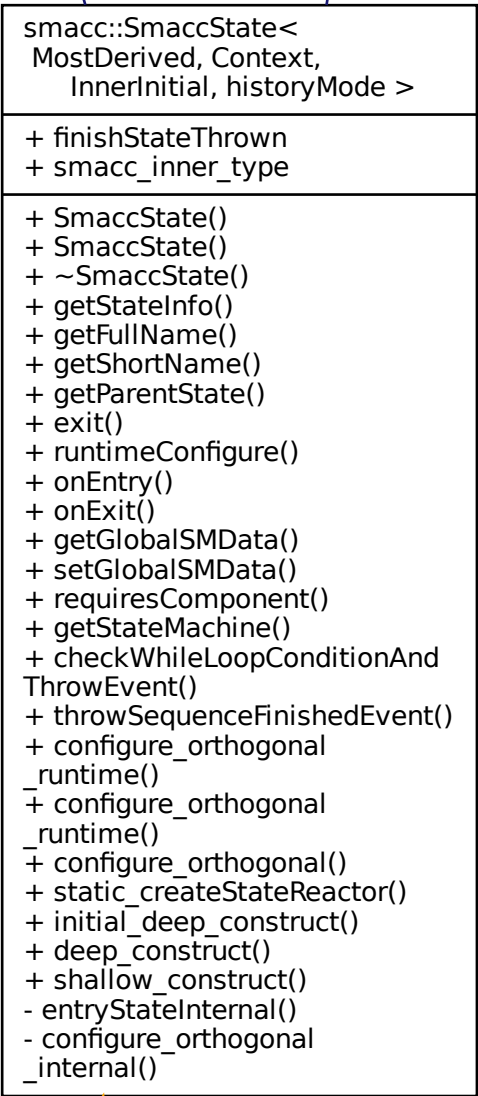 smacc::SmaccState<
MostDerived, Context,
InnerInitial, historyMode >
+ finishStateThrown
+ smacc_inner_type
+ SmaccState()
+ SmaccState()
+ ~SmaccState()
+ getStateInfo()
+ getFullName()
+ getShortName()
+ getParentState()
+ exit()
+ runtimeConfigure()
+ onEntry()
+ onExit()
+ getGlobalSMData()
+ setGlobalSMData()
+ requiresComponent()
+ getStateMachine()
+ checkWhileLoopConditionAnd
ThrowEvent()
+ throwSequenceFinishedEvent()
+ configure_orthogonal
_runtime()
+ configure_orthogonal
_runtime()
+ configure_orthogonal()
+ static_createStateReactor()
+ initial_deep_construct()
+ deep_construct()
+ shallow_construct()
- entryStateInternal()
- configure_orthogonal
_internal()